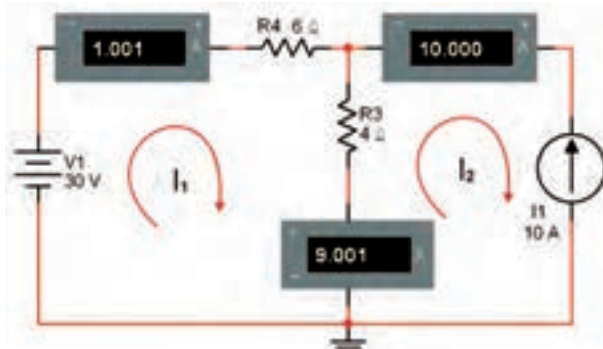 1.001 A
R4 6 Ω
10.000 A
R3
4 Ω
V1
30 V
I₁
I₂
I1
10 A
9.001 A